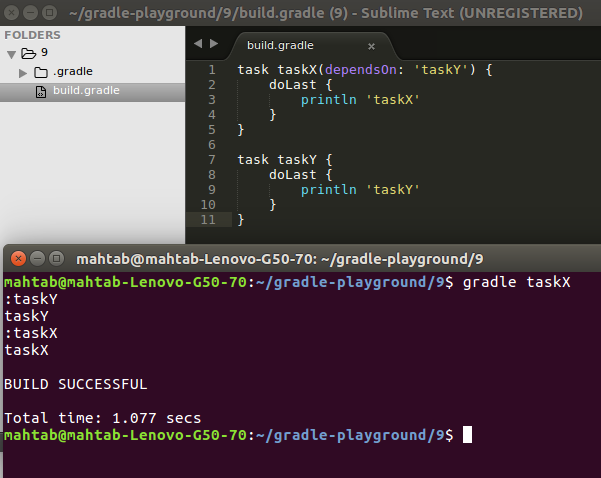 ~/gradle-playground/9/build.gradle (9) - Sublime Text (UNREGISTERED)
FOLDERS
9
.gradle
build.gradle
build.gradle
1 task taskX(dependsOn: 'taskY') {
2     doLast {
3         println 'taskX'
4     }
5 }
6
7 task taskY {
8     doLast {
9         println 'taskY'
10     }
11 }
mahtab@mahtab-Lenovo-G50-70: ~/gradle-playground/9
mahtab@mahtab-Lenovo-G50-70:~/gradle-playground/9$ gradle taskX
:taskY
taskY
:taskX
taskX
BUILD SUCCESSFUL
Total time: 1.077 secs
mahtab@mahtab-Lenovo-G50-70:~/gradle-playground/9$